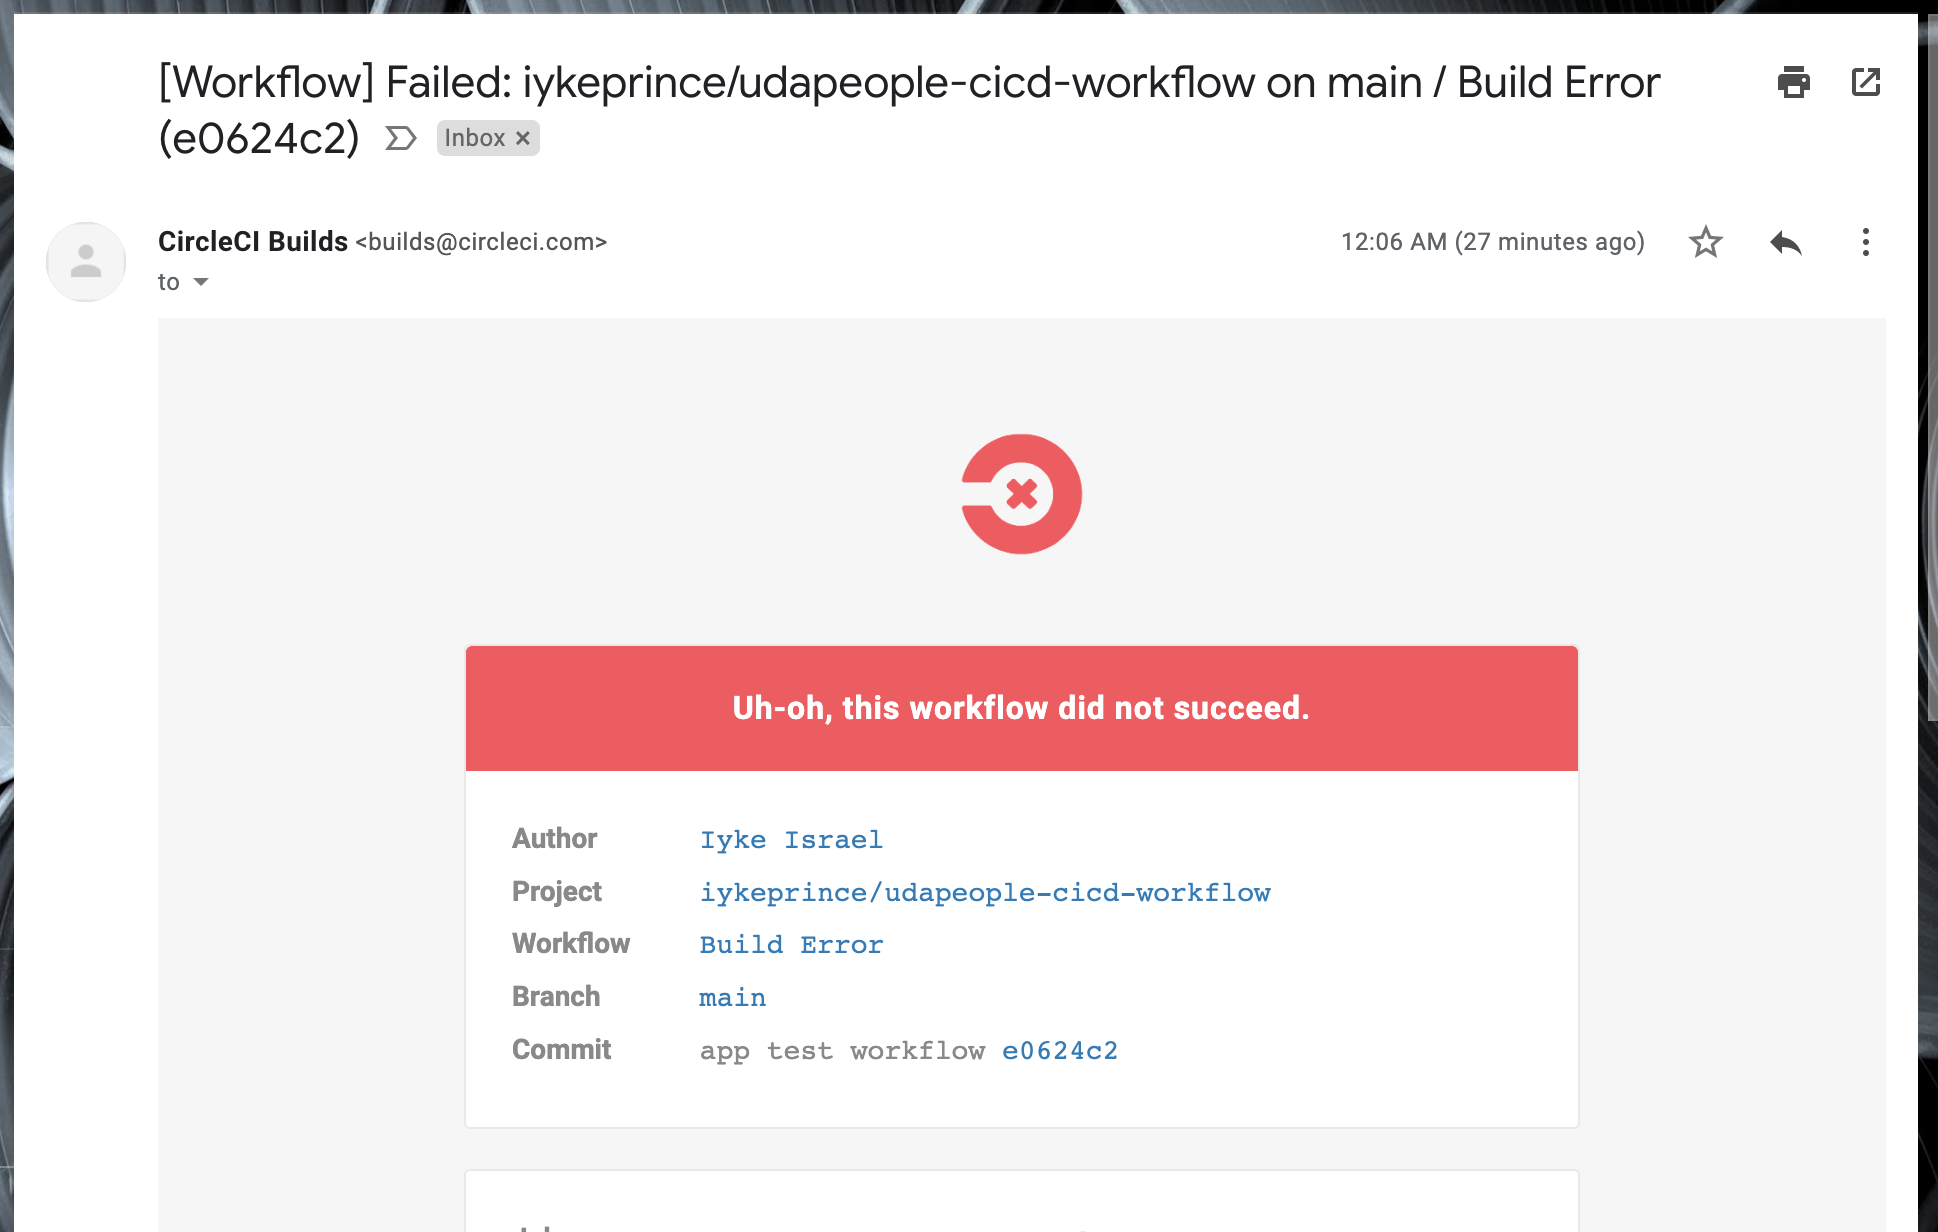 [Workflow] Failed: iykeprince/udapeople-cicd-workflow on main / Build Error
(e0624c2) Inbox ×
CircleCI Builds <builds@circleci.com> 12:06 AM (27 minutes ago)
to
Uh-oh, this workflow did not succeed.
Author Iyke Israel
Project iykeprince/udapeople-cicd-workflow
Workflow Build Error
Branch main
Commit app test workflow e0624c2